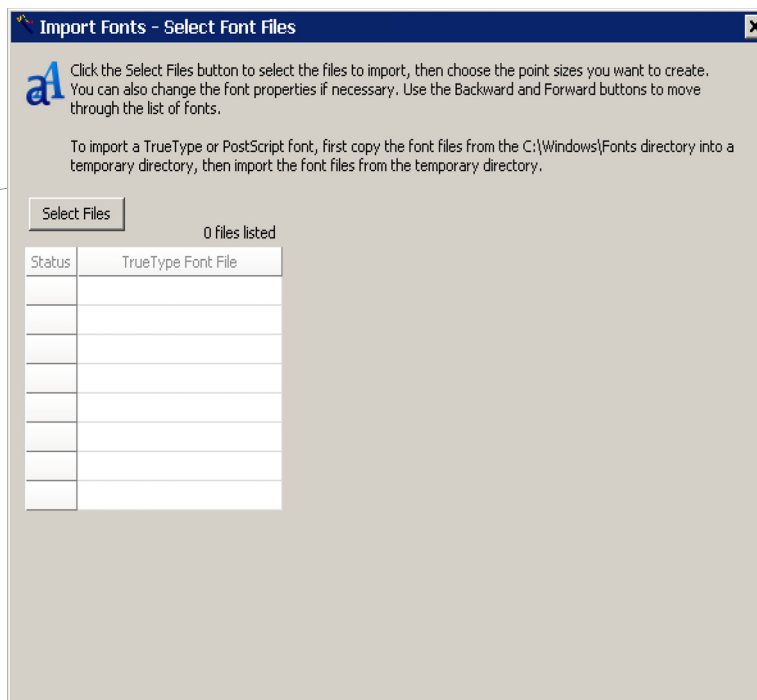 Import Fonts - Select Font Files
Click the Select Files button to select the files to import, then choose the point sizes you want to create.
You can also change the font properties if necessary. Use the Backward and Forward buttons to move
through the list of fonts.
To import a TrueType or PostScript font, first copy the font files from the C:\Windows\Fonts directory into a
temporary directory, then import the font files from the temporary directory.
Select Files
0 files listed
Status TrueType Font File